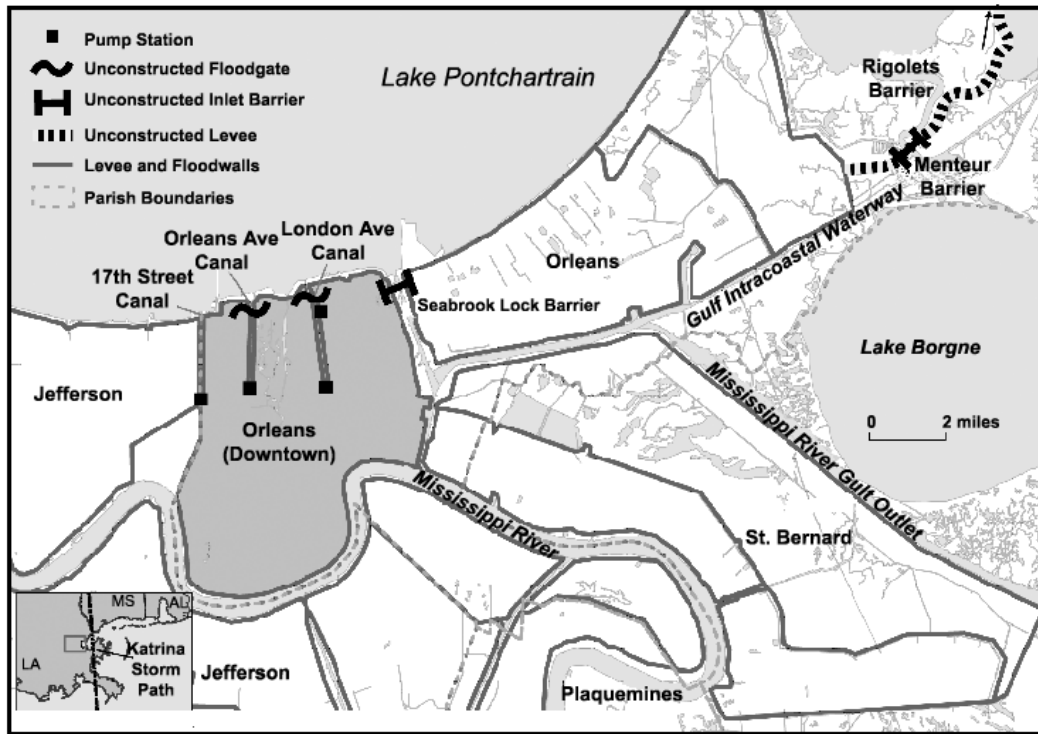 Pump Station
Unconstructed Floodgate
Unconstructed Inlet Barrier
Unconstructed Levee
Levee and Floodwalls
Parish Boundaries
Lake Pontchartrain
Rigolets
Barrier
Menteur
Barrier
London Ave
Canal
Orleans Ave
Canal
17th Street
Canal
Orleans
Seabrook Lock Barrier
Gulf Intracoastal Waterway
Lake Borgne
0 2 miles
Jefferson
Orleans
(Downtown)
Mississippi River
Mississippi River Gulf Outlet
St. Bernard
MS AL
Katrina
Storm
Path
LA
Jefferson
Plaquemines